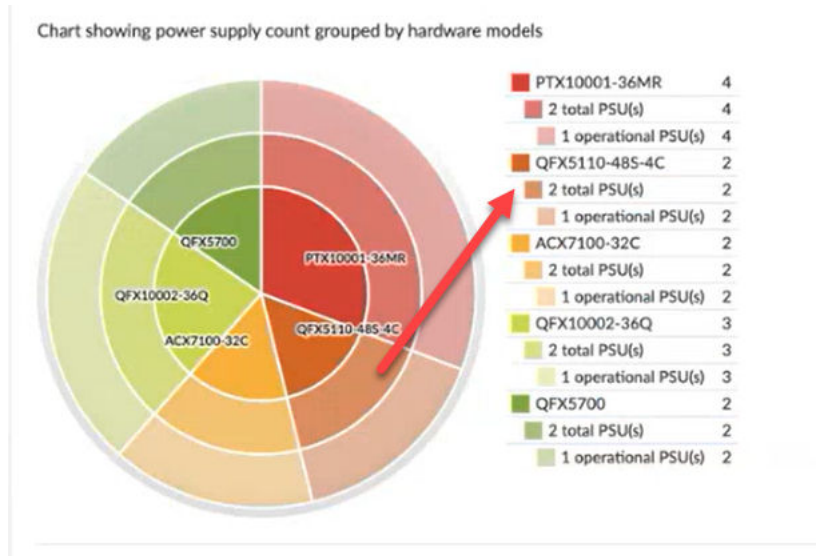 Chart showing power supply count grouped by hardware models
PTX10001-36MR 4
2 total PSU(s) 4
1 operational PSU(s) 4
QFX5110-48S-4C 2
2 total PSU(s) 2
1 operational PSU(s) 2
ACX7100-32C 2
2 total PSU(s) 2
1 operational PSU(s) 2
QFX10002-36Q 3
2 total PSU(s) 3
1 operational PSU(s) 3
QFX5700 2
2 total PSU(s) 2
1 operational PSU(s) 2
QFX5700
PTX10001-36MR
QFX10002-36Q
QFX5110-48S-4C
ACX7100-32C